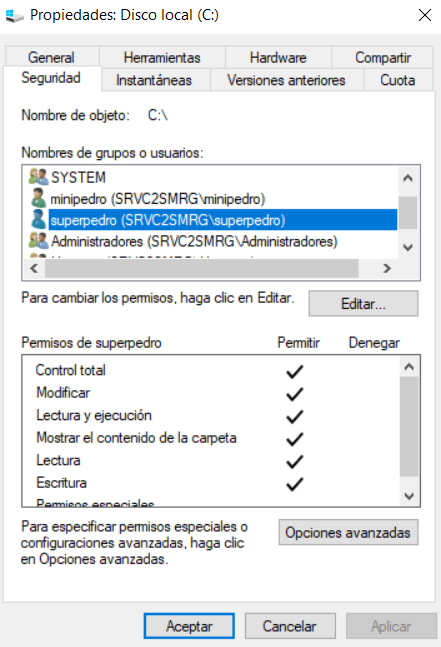 Propiedades: Disco local (C:)
General Herramientas Hardware Compartir
Seguridad Instantáneas Versiones anteriores Cuota
Nombre de objeto: C:\
Nombres de grupos o usuarios:
SYSTEM
minipedro (SRVC2SMRG\minipedro)
superpedro (SRVC2SMRG\superpedro)
Administradores (SRVC2SMRG\Administradores)
Para cambiar los permisos, haga clic en Editar. Editar...
Permisos de superpedro Permitir Denegar
Control total
Modificar
Lectura y ejecución
Mostrar el contenido de la carpeta
Lectura
Escritura
Permisos especiales
Para especificar permisos especiales o
configuraciones avanzadas, haga clic
en Opciones avanzadas.
Opciones avanzadas
Aceptar Cancelar Aplicar